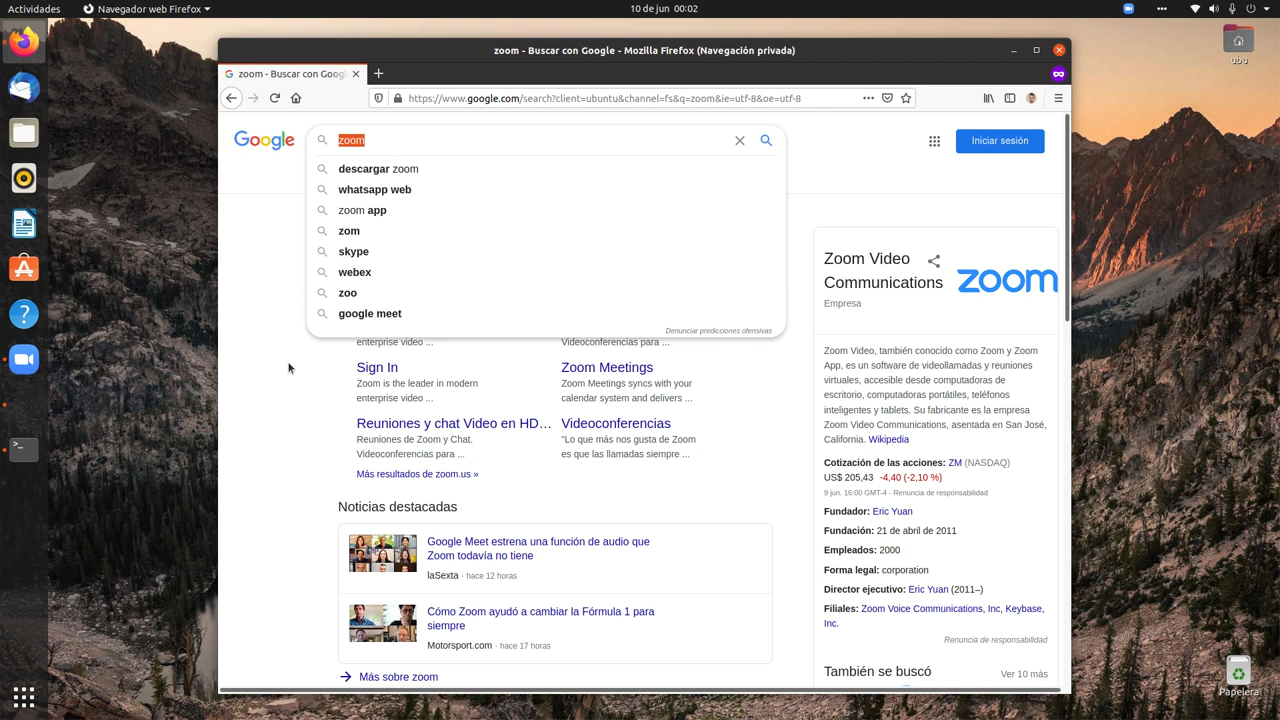 Actividades
Navegador web Firefox
10 de jun 00:02
ubu
zoom - Buscar con Google - Mozilla Firefox (Navegación privada)
zoom - Buscar con Googl
https://www.google.com/search?client=ubuntu&channel=fs&q=zoom&ie=utf-8&oe=utf-8
Google
zoom
Iniciar sesión
descargar zoom
whatsapp web
zoom app
zom
skype
webex
zoo
google meet
Denunciar predicciones ofensivas
enterprise video ...
Videoconferencias para ...
Sign In
Zoom is the leader in modern
enterprise video ...
Zoom Meetings
Zoom Meetings syncs with your
calendar system and delivers ...
Reuniones y chat Video en HD...
Reuniones de Zoom y Chat.
Videoconferencias para ...
Videoconferencias
"Lo que más nos gusta de Zoom
es que las llamadas siempre ...
Más resultados de zoom.us »
Noticias destacadas
Google Meet estrena una función de audio que
Zoom todavía no tiene
laSexta · hace 12 horas
Cómo Zoom ayudó a cambiar la Fórmula 1 para
siempre
Motorsport.com · hace 17 horas
Más sobre zoom
Zoom Video
Communications
Empresa
zoom
Zoom Video, también conocido como Zoom y Zoom
App, es un software de videollamadas y reuniones
virtuales, accesible desde computadoras de
escritorio, computadoras portátiles, teléfonos
inteligentes y tablets. Su fabricante es la empresa
Zoom Video Communications, asentada en San José,
California. Wikipedia
Cotización de las acciones: ZM (NASDAQ)
US$ 205,43 -4,40 (-2,10 %)
9 jun. 16:00 GMT-4 - Renuncia de responsabilidad
Fundador: Eric Yuan
Fundación: 21 de abril de 2011
Empleados: 2000
Forma legal: corporation
Director ejecutivo: Eric Yuan (2011–)
Filiales: Zoom Voice Communications, Inc, Keybase,
Inc.
Renuncia de responsabilidad
También se buscó
Ver 10 más
Papelera